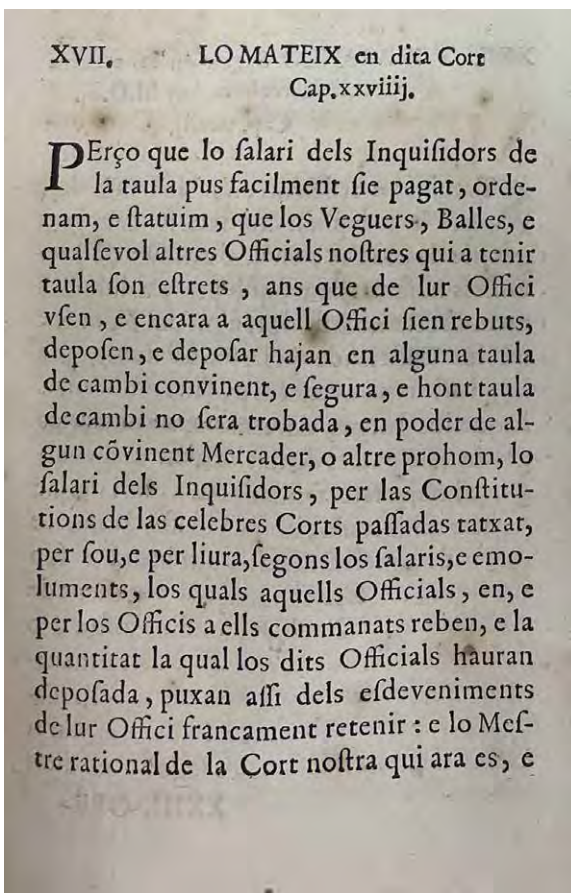 XVII. LO MATEIX en dita Cort
Cap.xxviiij.
PErço que lo ſalari dels Inquiſidors de
la taula pus facilment ſie pagat, orde-
nam, e ſtatuim, que los Veguers, Balles, e
qualſevol altres Officials noſtres qui a tenir
taula ſon eſtrets, ans que de lur Offici
vſen, e encara a aquell Offici ſien rebuts,
depoſen, e depoſar hajan en alguna taula
de cambi convinent, e ſegura, e hont taula
de cambi no ſera trobada, en poder de al-
gun cõvinent Mercader, o altre prohom, lo
ſalari dels Inquiſidors, per las Conſtitu-
tions de las celebres Corts paſſadas tatxat,
per ſou,e per liura,ſegons los ſalaris,e emo-
luments, los quals aquells Officials, en, e
per los Officis a ells commanats reben, e la
quantitat la qual los dits Officials hauran
depoſada, puxan aſſi dels eſdeveniments
de lur Offici francament retenir : e lo Meſ-
tre rational de la Cort noſtra qui ara es, e